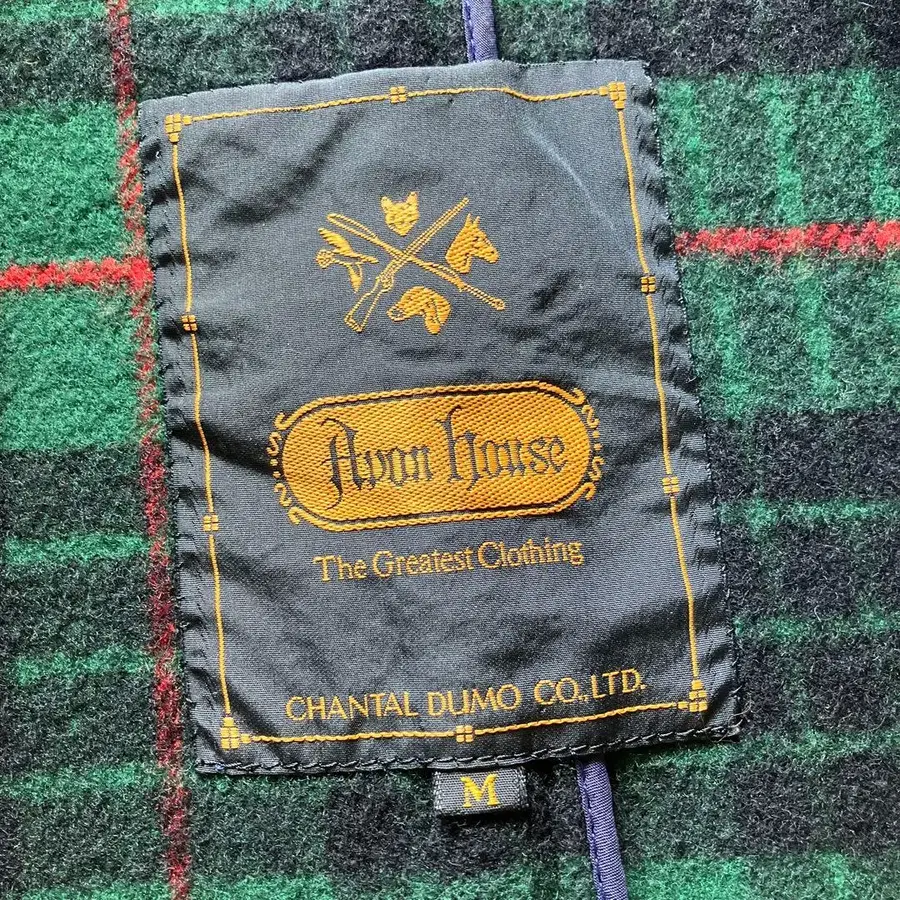 Avon House
The Greatest Clothing
CHANTAL DUMO CO.,LTD.
M